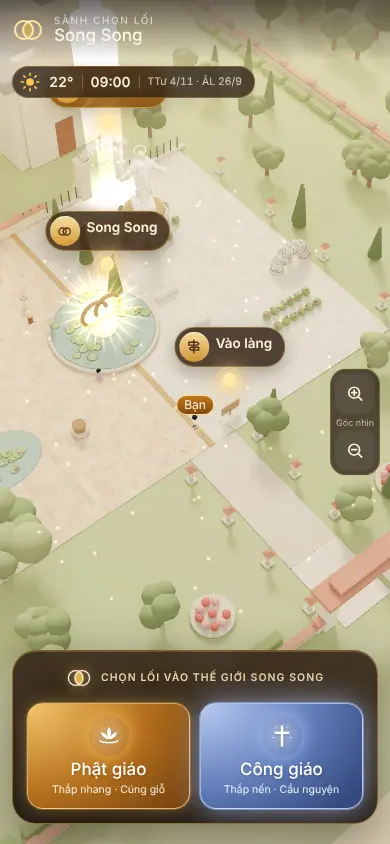 SẢNH CHỌN LỐI
Song Song
22° 09:00 TTư 4/11 · ÂL 26/9
Song Song
Vào làng
Bạn
Góc nhìn
CHỌN LỐI VÀO THẾ GIỚI SONG SONG
Phật giáo
Thắp nhang · Cúng giỗ
Công giáo
Thắp nến · Cầu nguyện